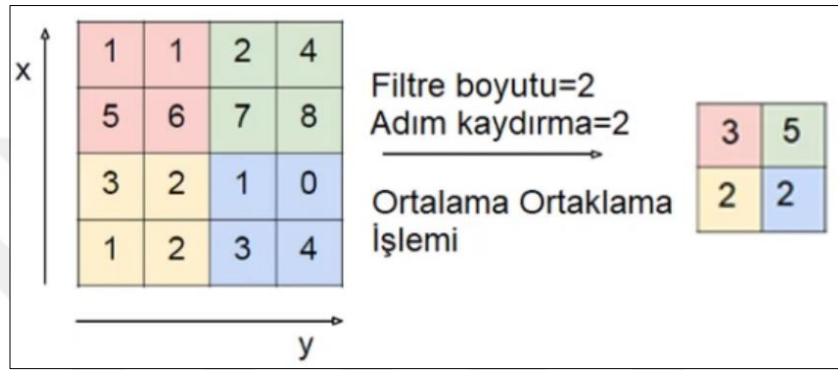 x
1 1 2 4
5 6 7 8
3 2 1 0
1 2 3 4
y
Filtre boyutu=2
Adım kaydırma=2
Ortalama Ortaklama
İşlemi
3 5
2 2